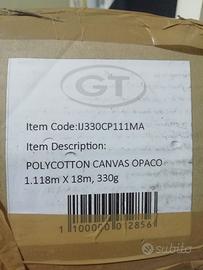 GT
Item Code:IJ330CP111MA
Item Description:
POLYCOTTON CANVAS OPACO
1.118m X 18m, 330g
subito